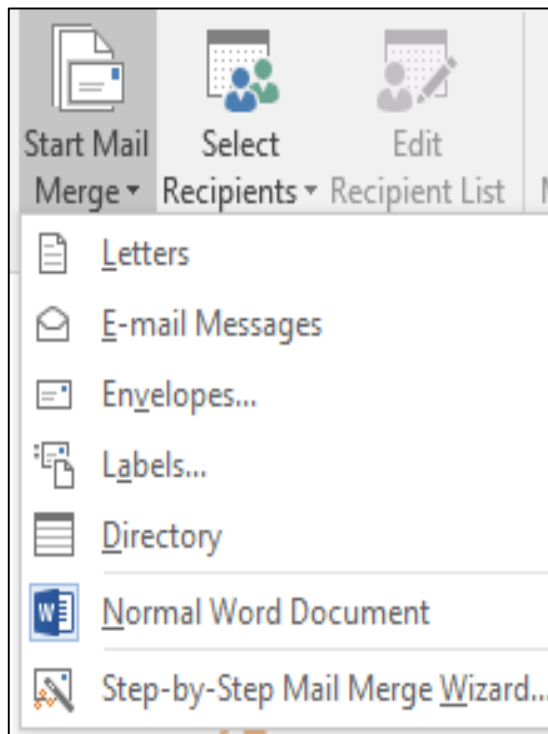 Start Mail Select Edit
Merge Recipients Recipient List
Letters
E-mail Messages
Envelopes...
Labels...
Directory
Normal Word Document
Step-by-Step Mail Merge Wizard...